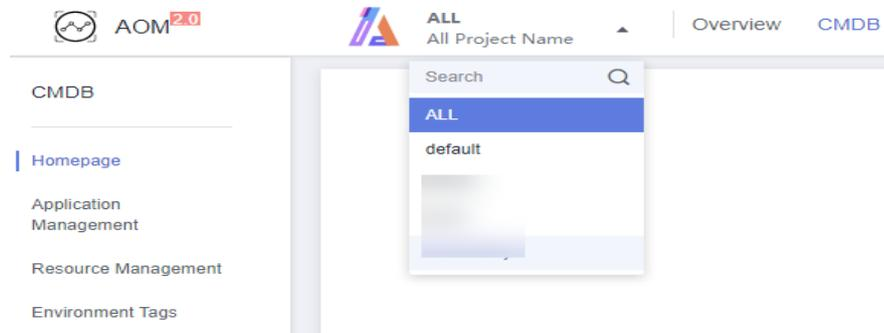 AOM2.0
ALL
All Project Name
Overview CMDB
Search
ALL
default
CMDB
Homepage
Application
Management
Resource Management
Environment Tags